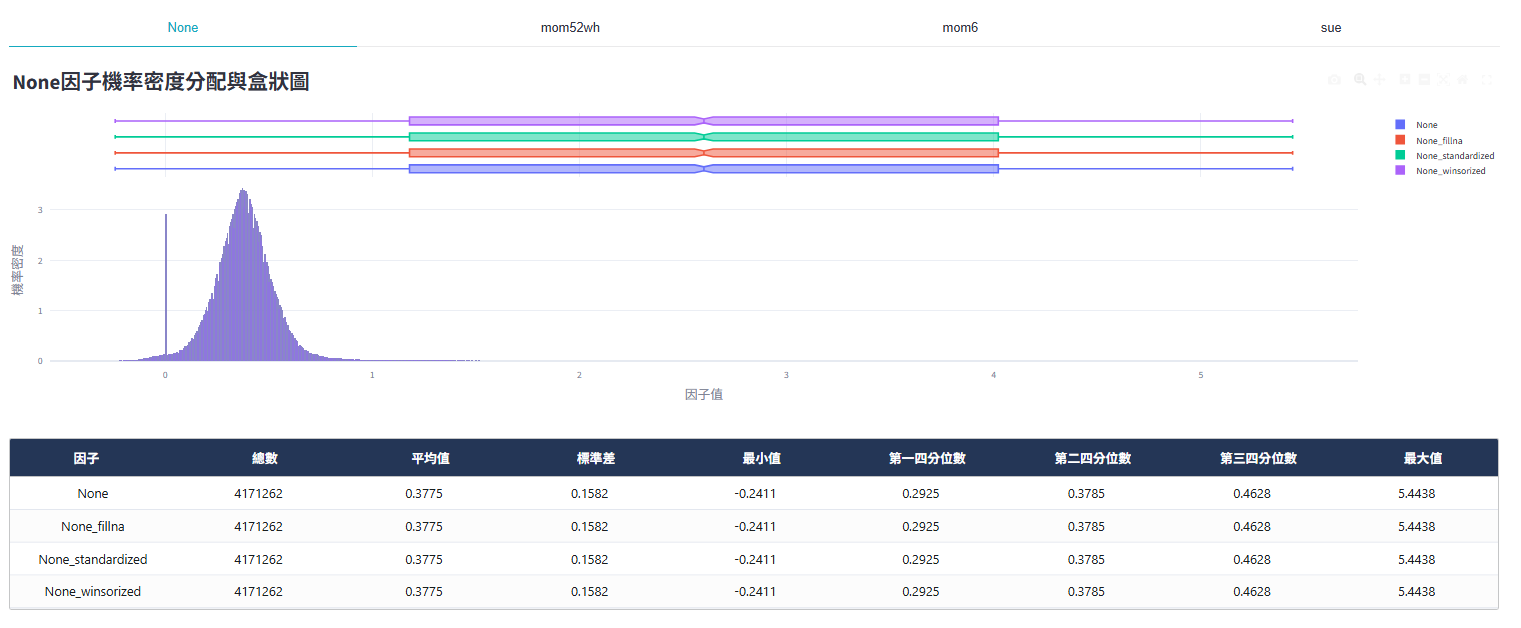 None mom52wh mom6 sue
None因子機率密度分配與盒狀圖
None
None_fillna
None_standardized
None_winsorized
機率密度
3
2
1
0
0 1 2 3 4 5
因子值
因子 總數 平均值 標準差 最小值 第一四分位數 第二四分位數 第三四分位數 最大值
None 4171262 0.3775 0.1582 -0.2411 0.2925 0.3785 0.4628 5.4438
None_fillna 4171262 0.3775 0.1582 -0.2411 0.2925 0.3785 0.4628 5.4438
None_standardized 4171262 0.3775 0.1582 -0.2411 0.2925 0.3785 0.4628 5.4438
None_winsorized 4171262 0.3775 0.1582 -0.2411 0.2925 0.3785 0.4628 5.4438